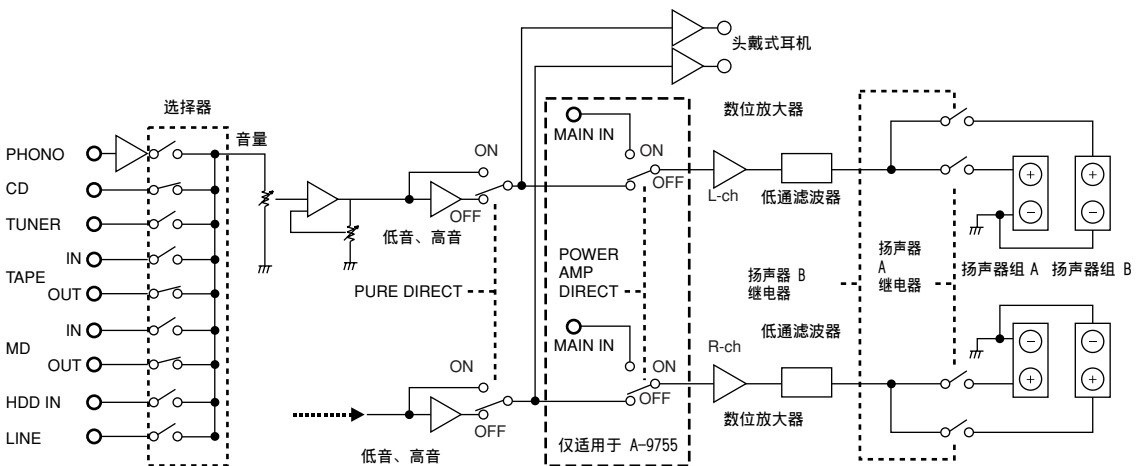 头戴式耳机
选择器
音量
数位放大器
PHONO
CD
TUNER
TAPE
IN
OUT
MD
IN
OUT
HDD IN
LINE
ON
OFF
低音、高音
PURE DIRECT
ON
OFF
低音、高音
MAIN IN
ON
OFF
POWER
AMP
DIRECT
MAIN IN
ON
OFF
仅适用于 A-9755
L-ch
低通滤波器
扬声器 B
继电器
扬声器
A
继电器
扬声器组 A
扬声器组 B
低通滤波器
R-ch
数位放大器
+
+
−
−
−
−
+
+